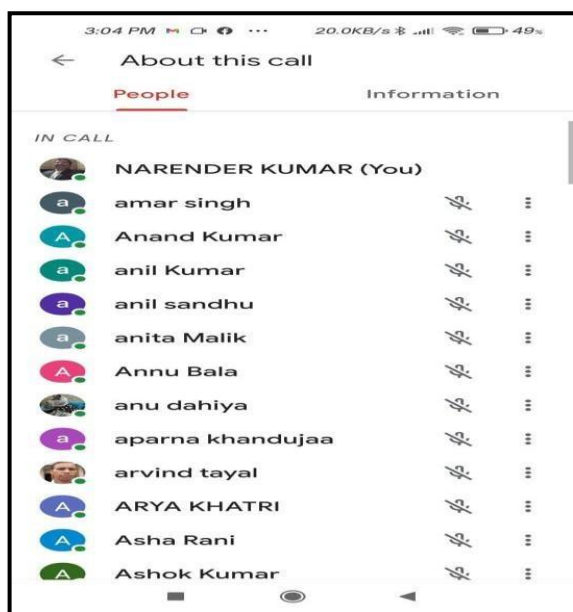 3:04 PM ··· 20.0KB/s 49%
← About this call
People Information
IN CALL
NARENDER KUMAR (You)
a amar singh
A Anand Kumar
a anil Kumar
a anil sandhu
a anita Malik
A Annu Bala
anu dahiya
a aparna khandujaa
arvind tayal
A ARYA KHATRI
A Asha Rani
A Ashok Kumar